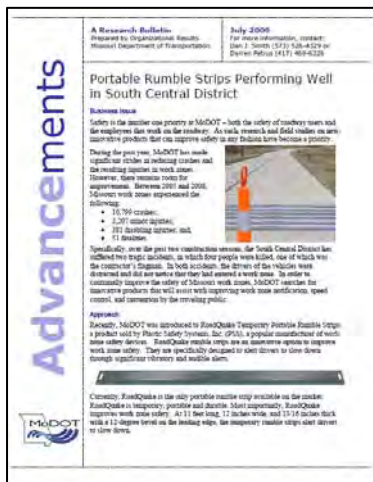 A Research Bulletin
Prepared by Organizational Results
Missouri Department of Transportation
July 2009
For more information, contact:
Advancements
Portable Rumble Strips Performing Well
in South Central District
Business Issue
Safety is the number one priority at MoDOT – both the safety of roadway users and
the employees that work on the roadway. As such, research and field studies on new
innovative products that can improve safety in any fashion have become a priority.
During the past year, MoDOT has made
significant strides in reducing crashes and
the resulting injuries in work zones.
However, there remains room for
improvement. Between 2005 and 2008,
Missouri work zones experienced the
following:
crashes;
minor injuries;
disabling injuries; and,
fatalities.
Specifically, over the past two construction seasons, the South Central District has
suffered two tragic incidents, in which four people were killed, one of which was
the contractor's flagman. In both accidents, the drivers of the vehicles were
distracted and did not notice that they had entered a work zone. In order to
continually improve the safety of Missouri work zones, MoDOT searches for
innovative products that will assist with improving work zone notification, speed
control, and
by the traveling public.
Approach
Recently, MoDOT was introduced to RoadQuake Temporary Portable Rumble Strips
a product sold by Plastic Safety Systems, Inc. (PSS), a popular manufacturer of work
zone safety devices. RoadQuake rumble strips are an innovative option to improve
work zone safety. They are specifically designed to alert drivers to slow down
through significant vibratory and audible alerts.
Currently, RoadQuake is the only portable rumble strip available on the market.
RoadQuake is temporary, portable and durable. Most importantly, RoadQuake
improves work zone safety. At 11 feet long, 12 inches wide, and 13/16 inches thick
with a 12-degree bevel on the leading edge, the temporary rumble strips alert drivers
to slow down.
MoDOT